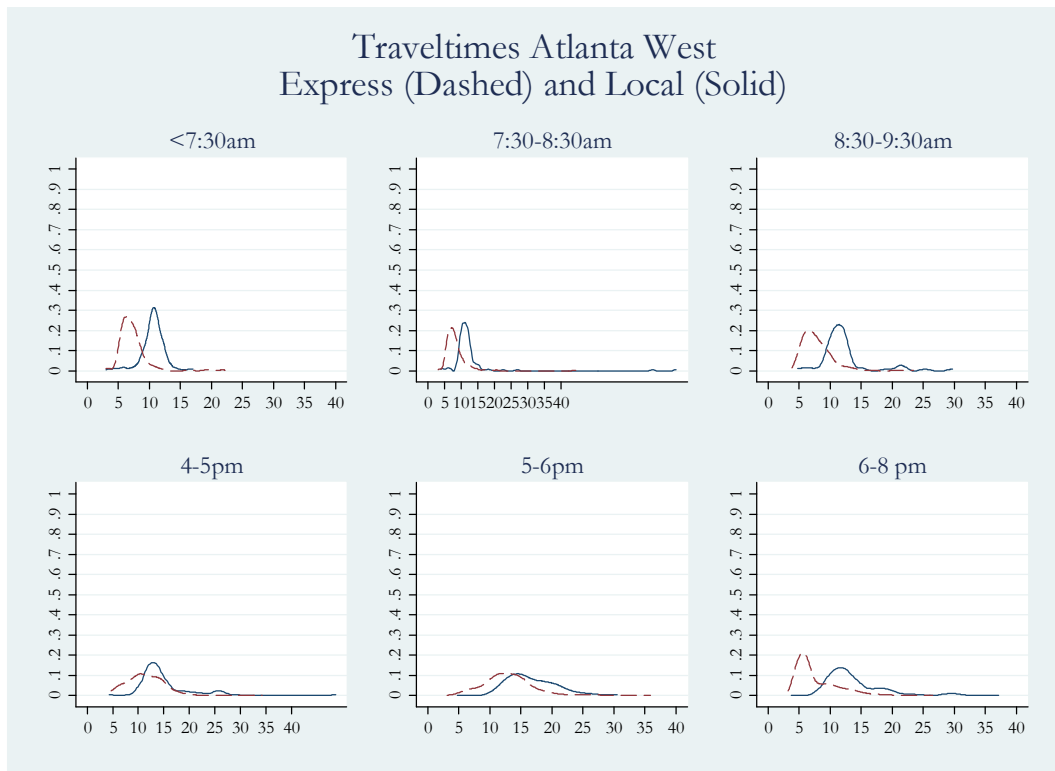 Traveltimes Atlanta West
Express (Dashed) and Local (Solid)
<7:30am
7:30-8:30am
8:30-9:30am
0 .1 .2 .3 .4 .5 .6 .7 .8 .9 1
0 5 10 15 20 25 30 35 40
0 .1 .2 .3 .4 .5 .6 .7 .8 .9 1
0 5 10 15 20 25 30 35 40
0 .1 .2 .3 .4 .5 .6 .7 .8 .9 1
0 5 10 15 20 25 30 35 40
4-5pm
5-6pm
6-8 pm
0 .1 .2 .3 .4 .5 .6 .7 .8 .9 1
0 5 10 15 20 25 30 35 40
0 .1 .2 .3 .4 .5 .6 .7 .8 .9 1
0 5 10 15 20 25 30 35 40
0 .1 .2 .3 .4 .5 .6 .7 .8 .9 1
0 5 10 15 20 25 30 35 40